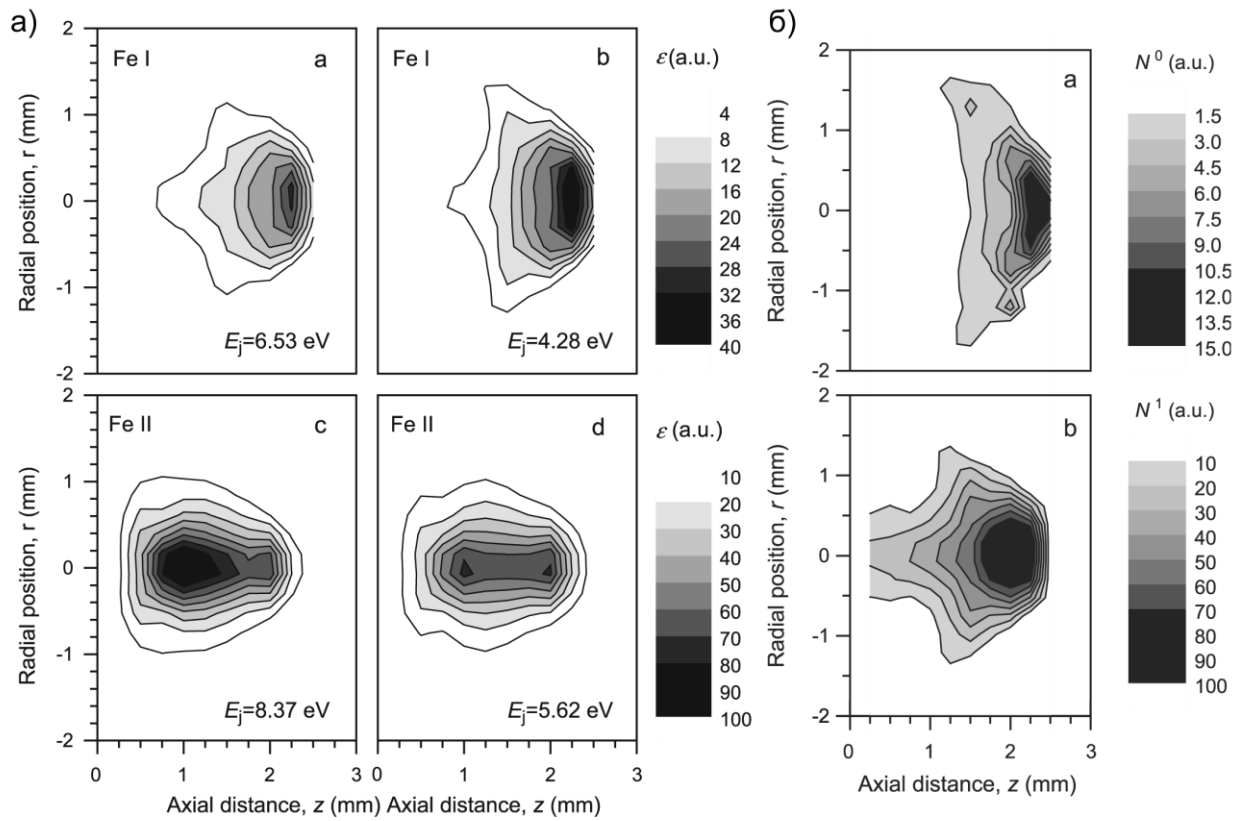 а)
Fe I
a
Fe I
b
Radial position, r (mm)
2
1
0
-1
-2
E_j=6.53 eV
E_j=4.28 eV
ε (a.u.)
4
8
12
16
20
24
28
32
36
40
Fe II
c
Fe II
d
Radial position, r (mm)
2
1
0
-1
-2
E_j=8.37 eV
E_j=5.62 eV
0 1 2 3
0 1 2 3
Axial distance, z (mm)
Axial distance, z (mm)
ε (a.u.)
10
20
30
40
50
60
70
80
90
100
б)
a
Radial position, r (mm)
2
1
0
-1
-2
N⁰ (a.u.)
1.5
3.0
4.5
6.0
7.5
9.0
10.5
12.0
13.5
15.0
b
Radial position, r (mm)
2
1
0
-1
-2
0 1 2 3
Axial distance, z (mm)
N¹ (a.u.)
10
20
30
40
50
60
70
80
90
100